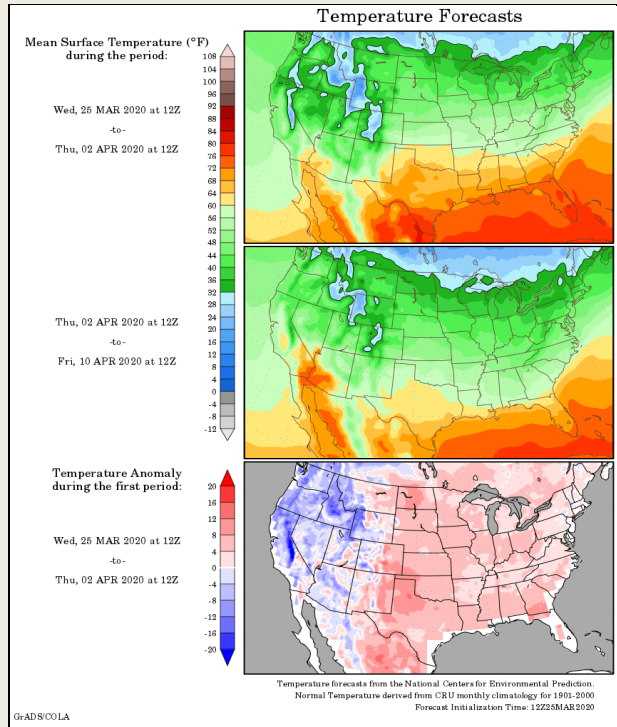 Temperature Forecasts
Mean Surface Temperature (°F)
during the period:
108
104
100
96
92
88
84
80
76
72
68
64
60
56
52
48
44
40
36
32
28
24
20
16
12
8
4
0
-4
-8
-12
Wed, 25 MAR 2020 at 12Z
-to-
Thu, 02 APR 2020 at 12Z
Thu, 02 APR 2020 at 12Z
-to-
Fri, 10 APR 2020 at 12Z
Temperature Anomaly
during the first period:
20
16
12
8
4
0
-4
-8
-12
-16
-20
Wed, 25 MAR 2020 at 12Z
-to-
Thu, 02 APR 2020 at 12Z
Temperature forecasts from the National Centers for Environmental Prediction.
Normal Temperature derived from CRU monthly climatology for 1901-2000
Forecast Initialization Time: 12Z25MAR2020
GrADS/COLA